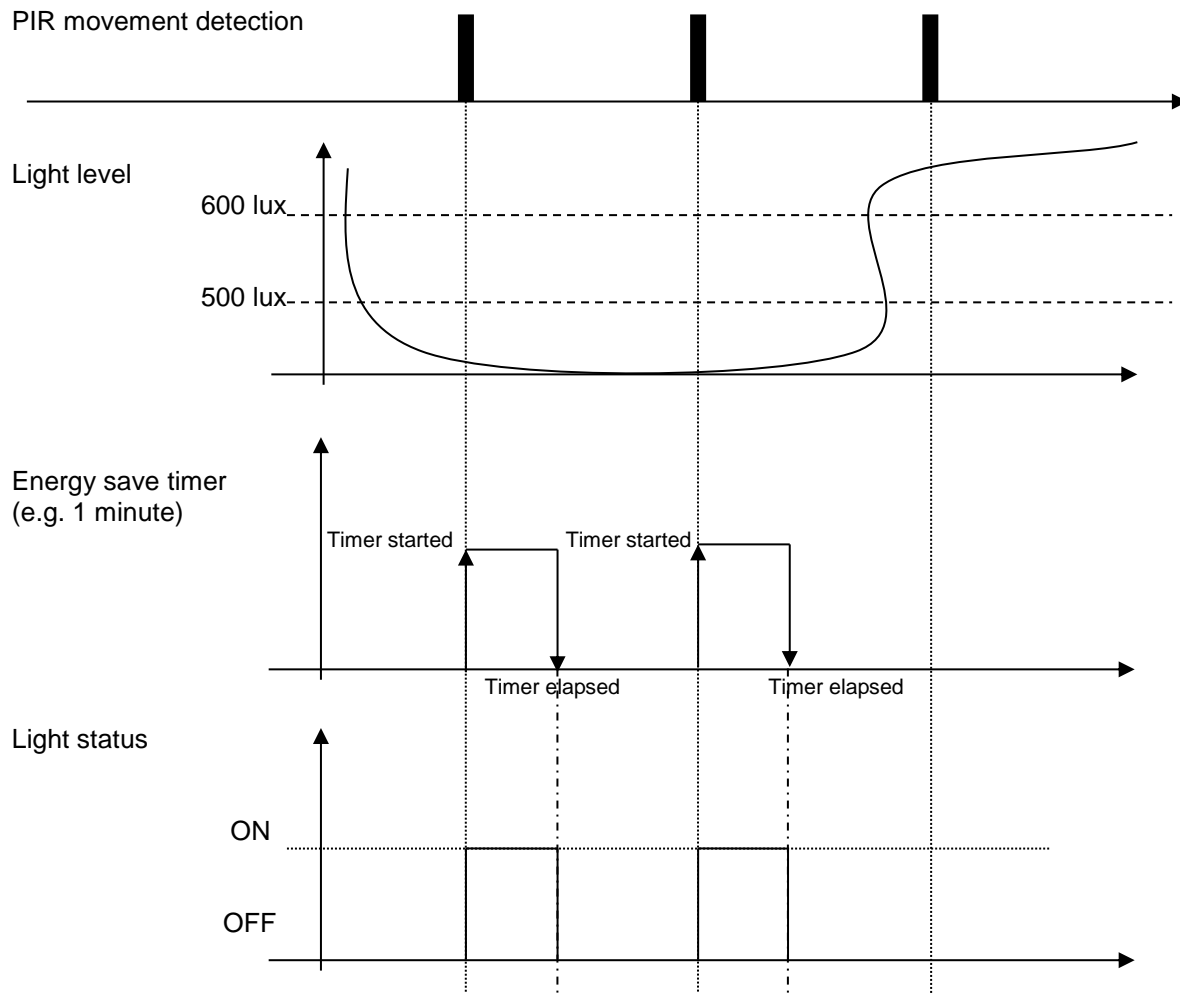 PIR movement detection
Light level
600 lux
500 lux
Energy save timer
(e.g. 1 minute)
Timer started
Timer started
Timer elapsed
Timer elapsed
Light status
ON
OFF